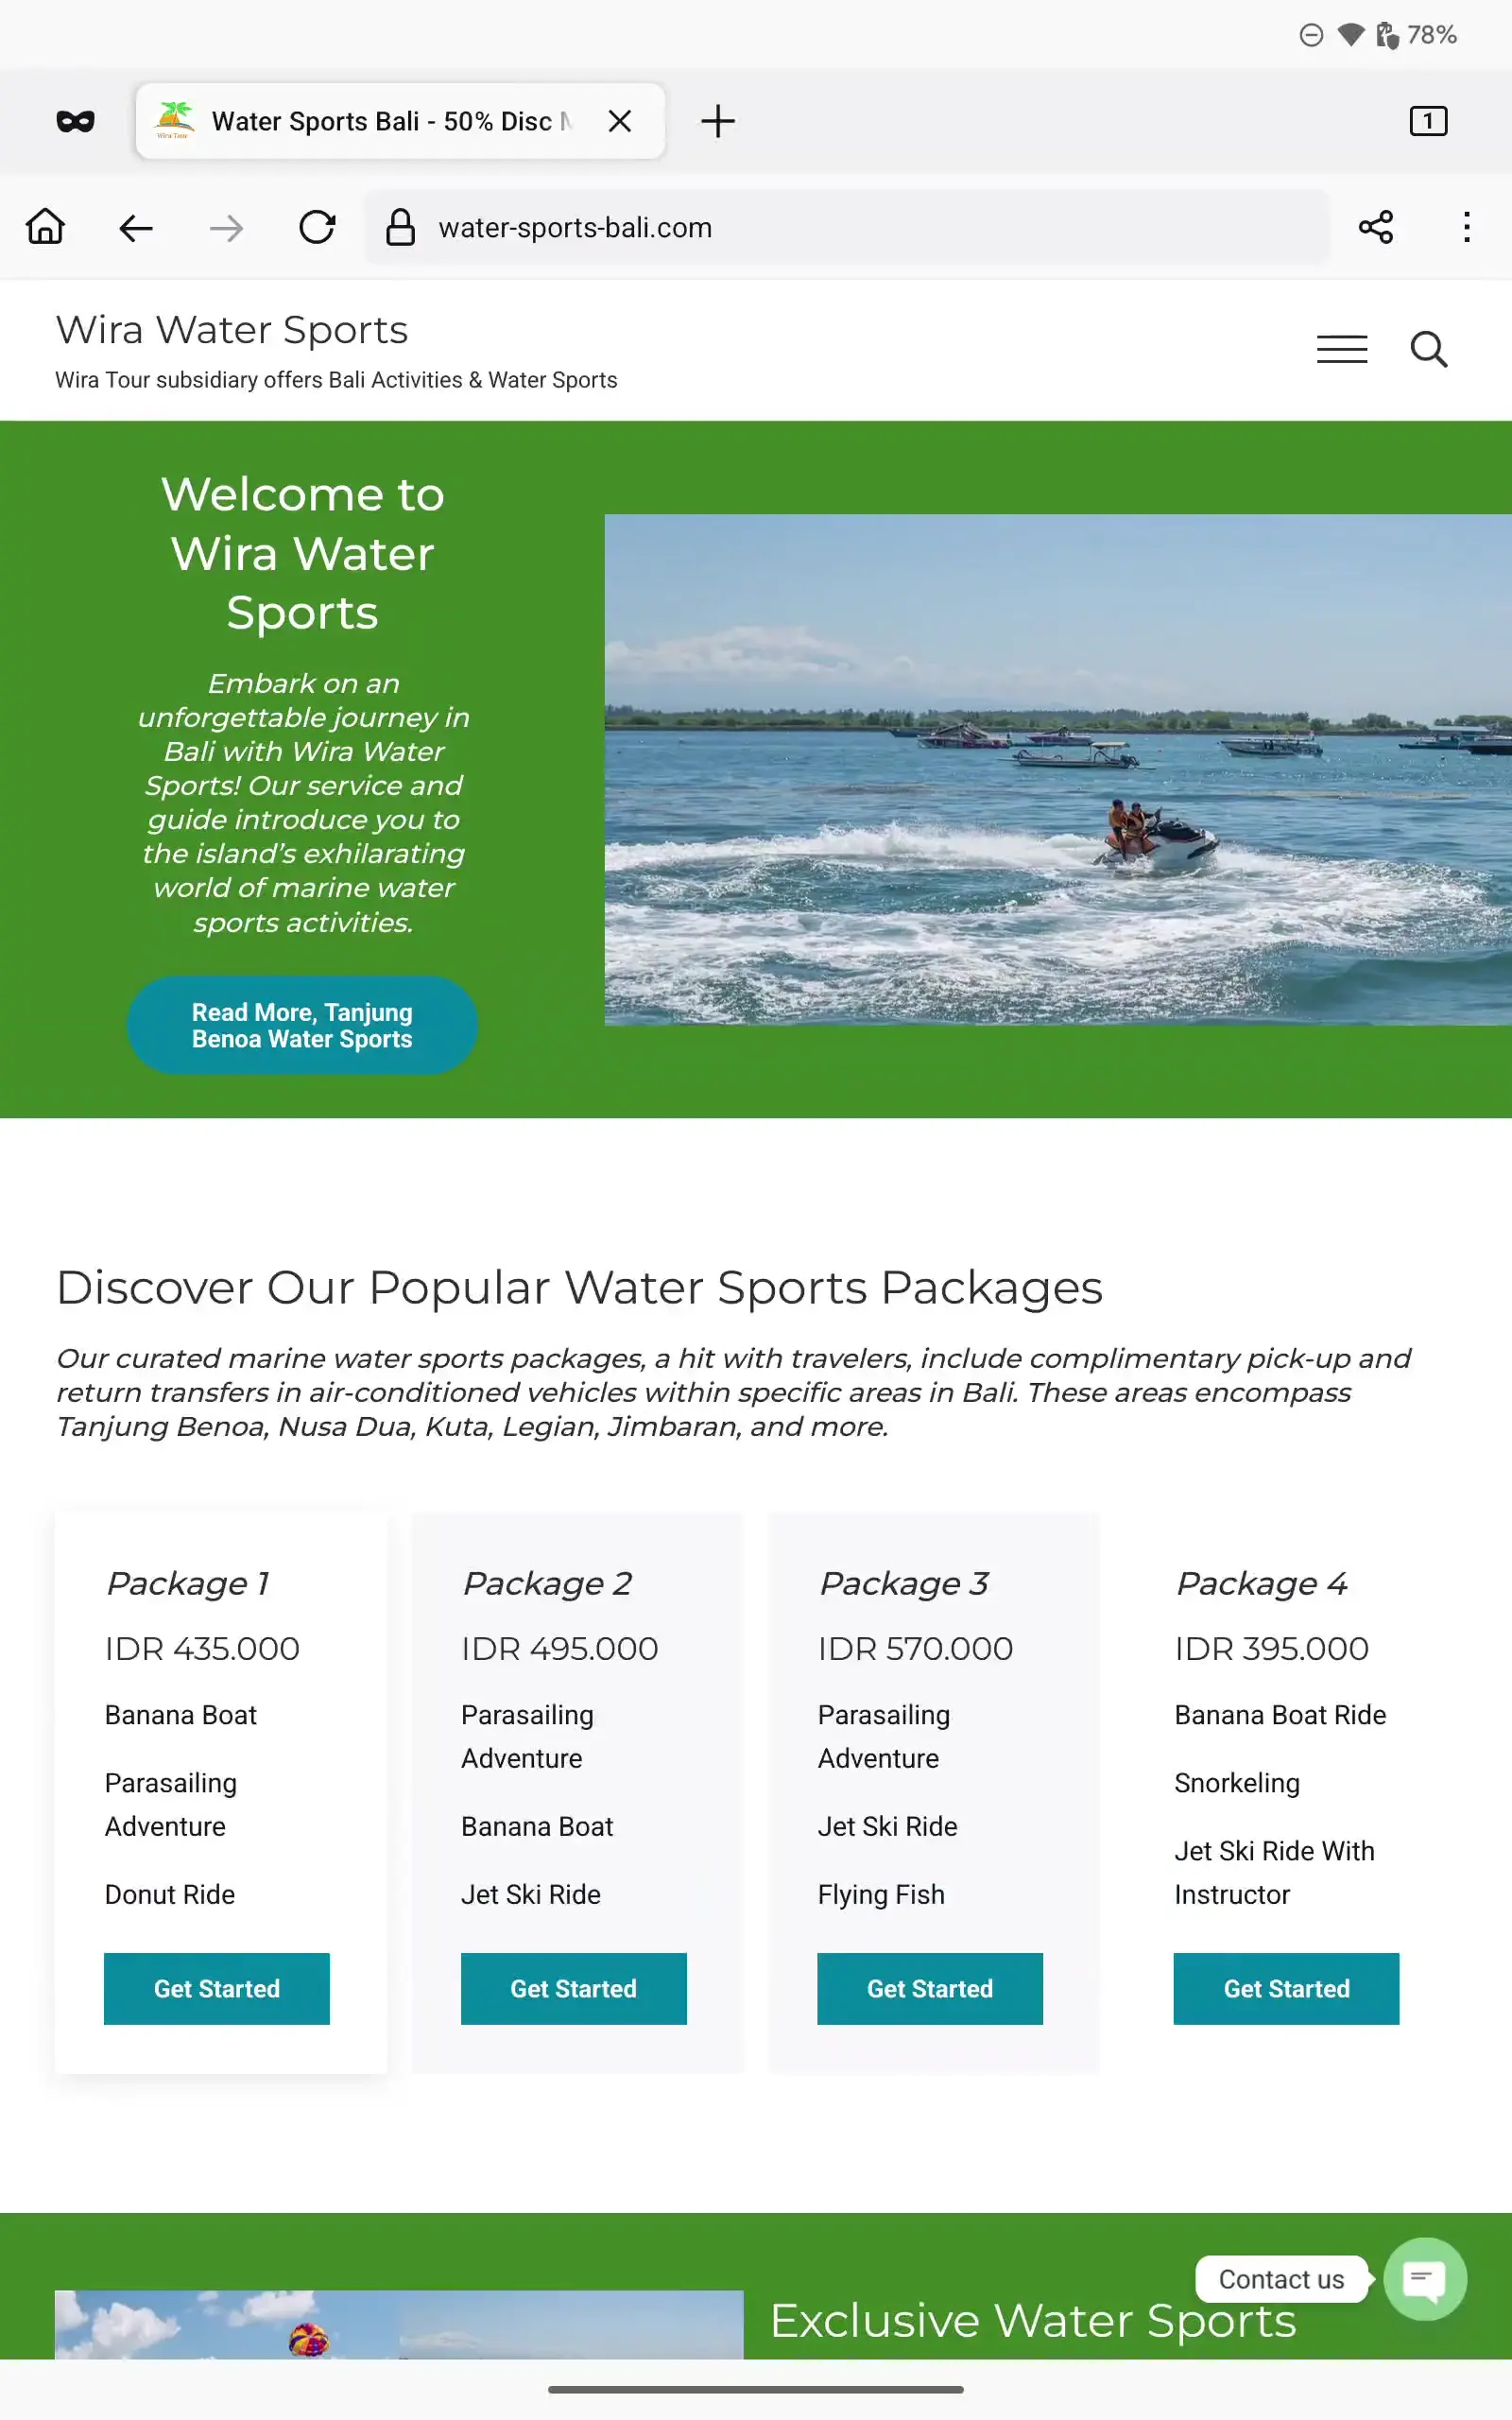 78%
Water Sports Bali - 50% Disc
1
water-sports-bali.com
Wira Water Sports
Wira Tour subsidiary offers Bali Activities & Water Sports
Welcome to
Wira Water
Sports
Embark on an
unforgettable journey in
Bali with Wira Water
Sports! Our service and
guide introduce you to
the island’s exhilarating
world of marine water
sports activities.
Read More, Tanjung
Benoa Water Sports
Discover Our Popular Water Sports Packages
Our curated marine water sports packages, a hit with travelers, include complimentary pick-up and
return transfers in air-conditioned vehicles within specific areas in Bali. These areas encompass
Tanjung Benoa, Nusa Dua, Kuta, Legian, Jimbaran, and more.
Package 1
IDR 435.000
Banana Boat
Parasailing
Adventure
Donut Ride
Get Started
Package 2
IDR 495.000
Parasailing
Adventure
Banana Boat
Jet Ski Ride
Get Started
Package 3
IDR 570.000
Parasailing
Adventure
Jet Ski Ride
Flying Fish
Get Started
Package 4
IDR 395.000
Banana Boat Ride
Snorkeling
Jet Ski Ride With
Instructor
Get Started
Contact us
Exclusive Water Sports